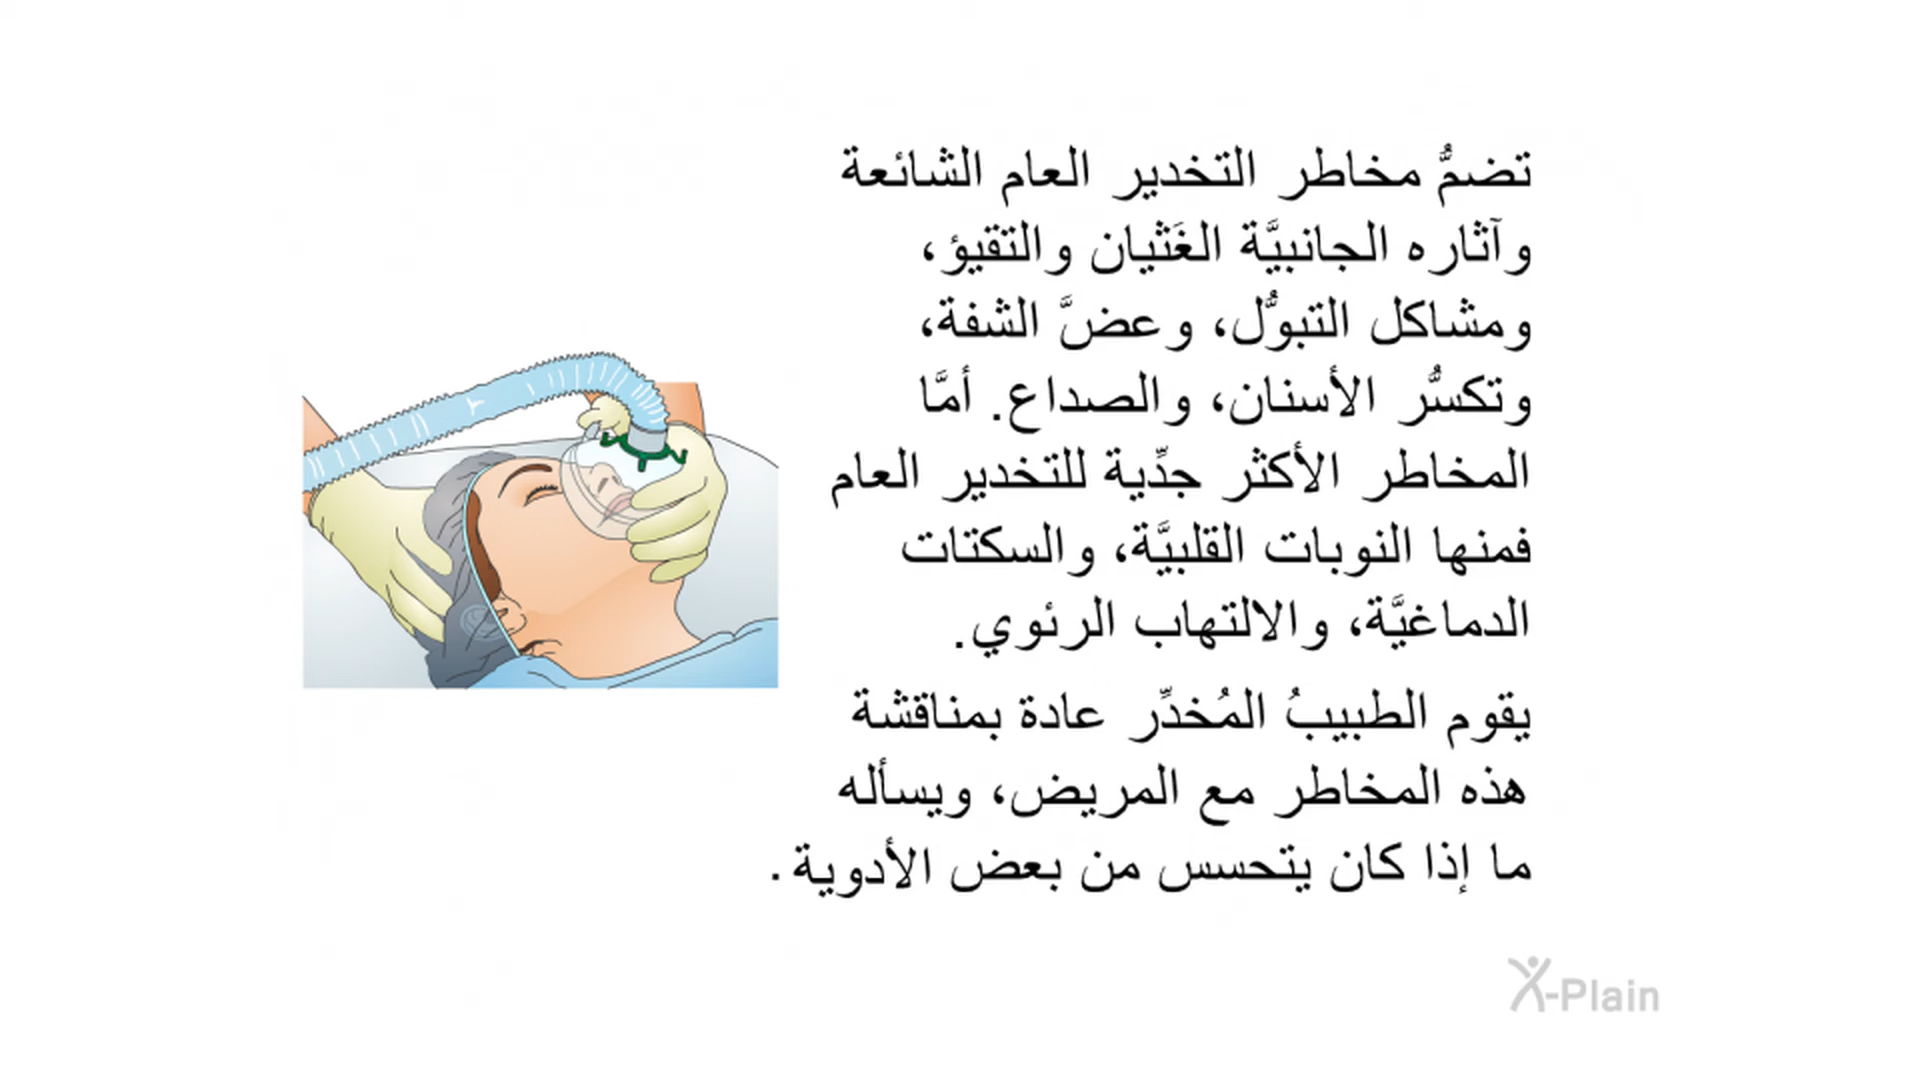 تضمُّ مخاطر التخدير العام الشائعة
وآثاره الجانبيَّة الغَثيان والتقيؤ،
ومشاكل التبوُّل، وعضَّ الشفة،
وتكسُّر الأسنان، والصداع. أمَّا
المخاطر الأكثر جدِّية للتخدير العام
فمنها النوبات القلبيَّة، والسكتات
الدماغيَّة، والالتهاب الرئوي.
يقوم الطبيبُ المُخدِّر عادة بمناقشة
هذه المخاطر مع المريض، ويسأله
ما إذا كان يتحسس من بعض الأدوية.
X-Plain